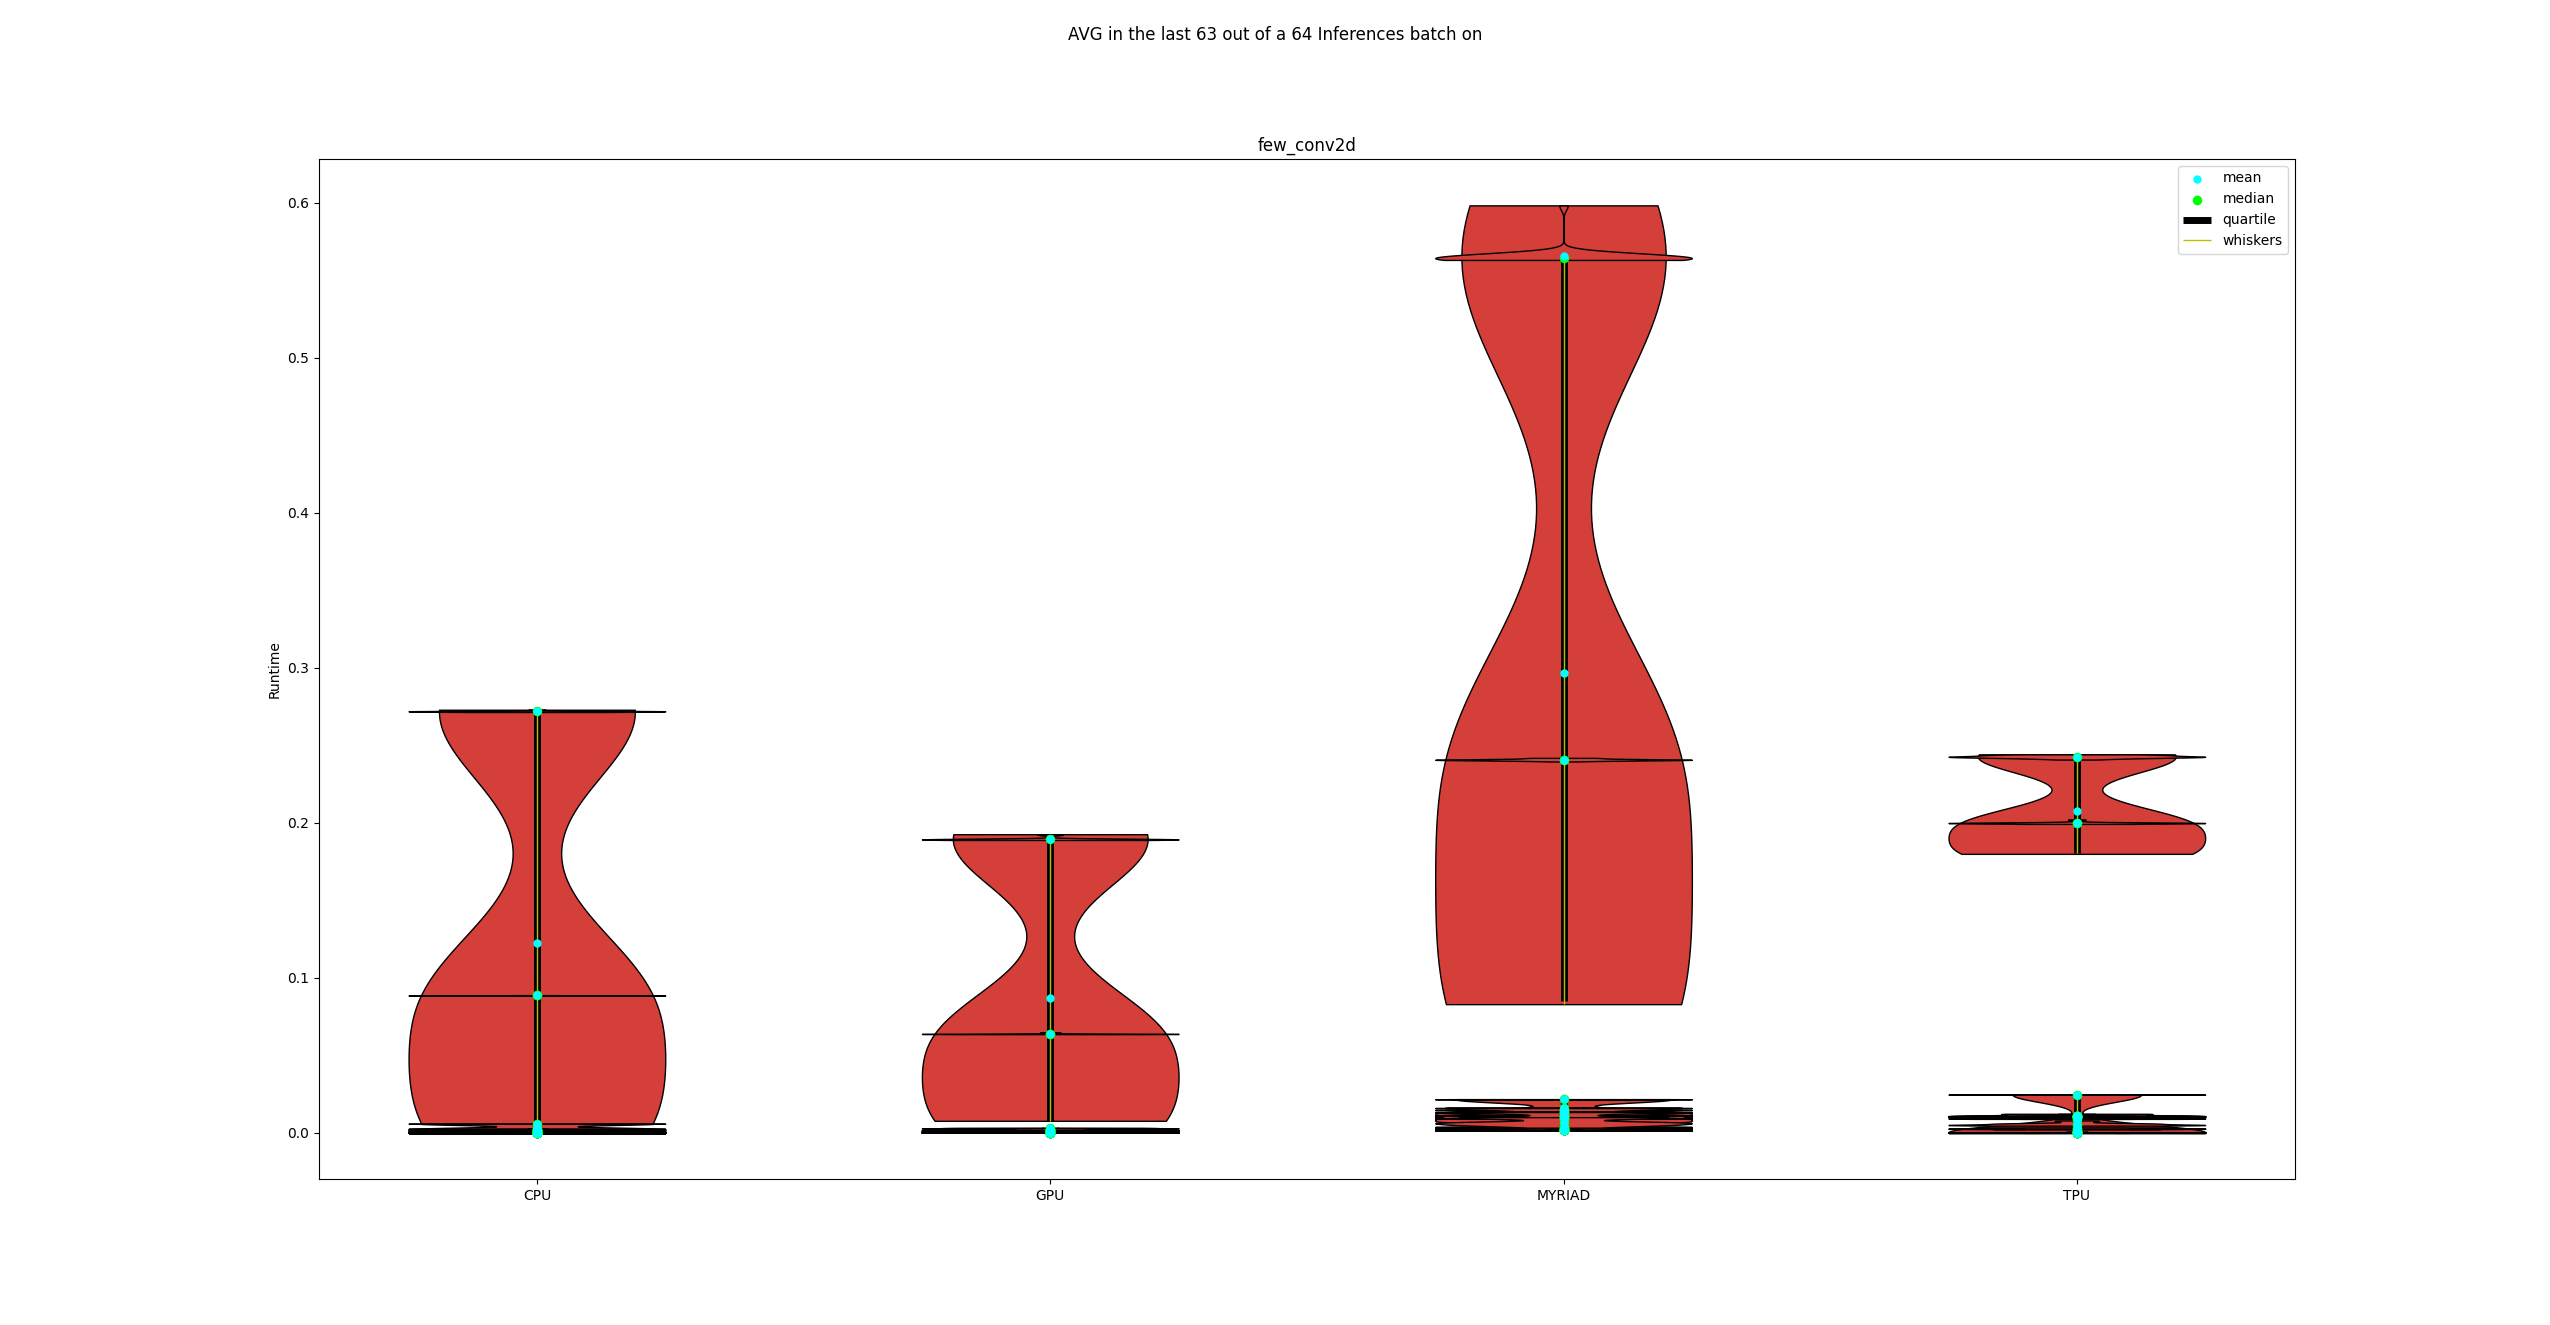 AVG in the last 63 out of a 64 Inferences batch on
few_conv2d
mean
median
quartile
whiskers
Runtime
0.6
0.5
0.4
0.3
0.2
0.1
0.0
CPU
GPU
MYRIAD
TPU